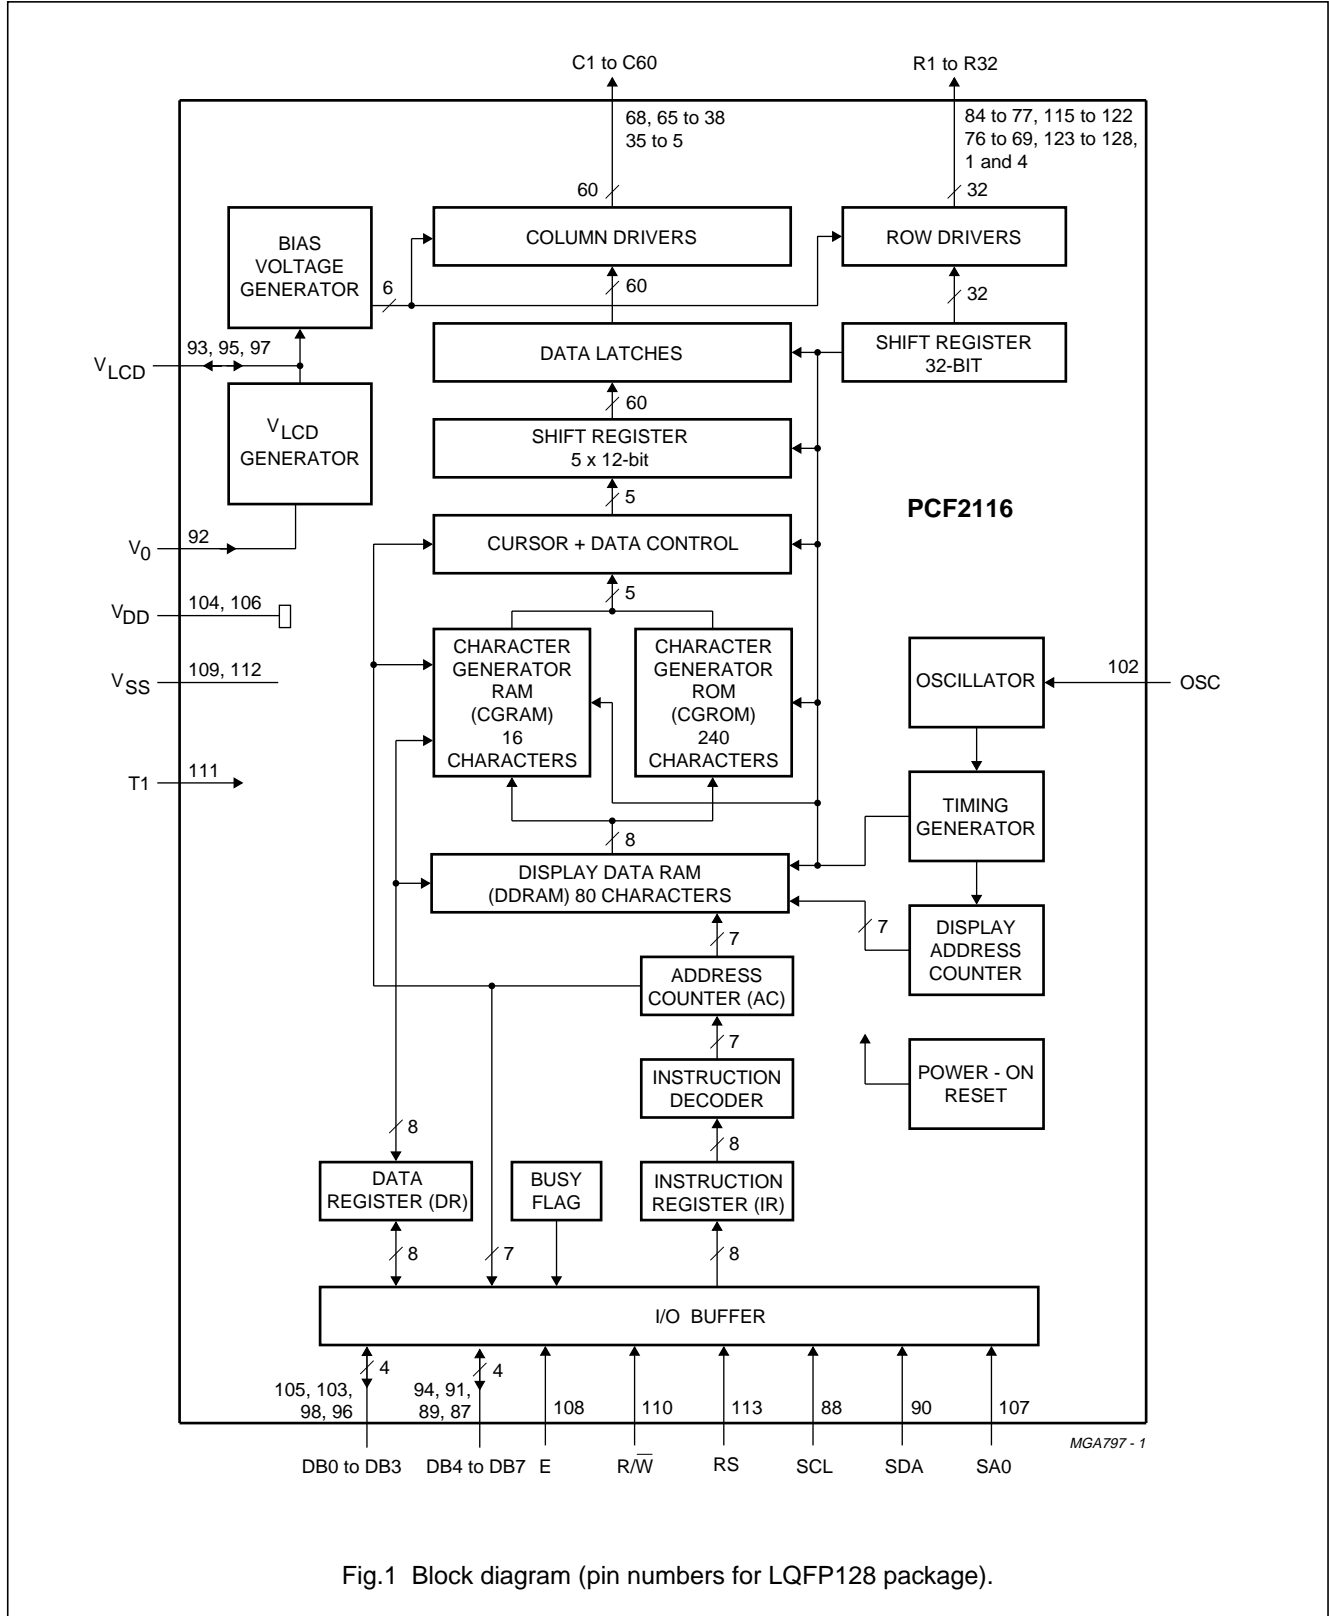 C1 to C60
R1 to R32
68, 65 to 38
35 to 5
84 to 77, 115 to 122
76 to 69, 123 to 128,
1 and 4
60
32
BIAS
VOLTAGE
GENERATOR
COLUMN DRIVERS
ROW DRIVERS
6
60
32
93, 95, 97
VLCD
DATA LATCHES
SHIFT REGISTER
32-BIT
60
VLCD
GENERATOR
SHIFT REGISTER
5 x 12-bit
5
PCF2116
V0
92
CURSOR + DATA CONTROL
5
VDD
104, 106
CHARACTER
GENERATOR
RAM
(CGRAM)
16
CHARACTERS
CHARACTER
GENERATOR
ROM
(CGROM)
240
CHARACTERS
VSS
109, 112
OSCILLATOR
102
OSC
T1
111
TIMING
GENERATOR
8
DISPLAY DATA RAM
(DDRAM) 80 CHARACTERS
7
7
DISPLAY
ADDRESS
COUNTER
ADDRESS
COUNTER (AC)
7
INSTRUCTION
DECODER
POWER - ON
RESET
8
8
DATA
REGISTER (DR)
BUSY
FLAG
INSTRUCTION
REGISTER (IR)
8
7
8
I/O BUFFER
4
4
105, 103,
98, 96
94, 91,
89, 87
108
110
113
88
90
107
MGA797 - 1
DB0 to DB3
DB4 to DB7
E
R/W̅
RS
SCL
SDA
SA0
Fig.1 Block diagram (pin numbers for LQFP128 package).